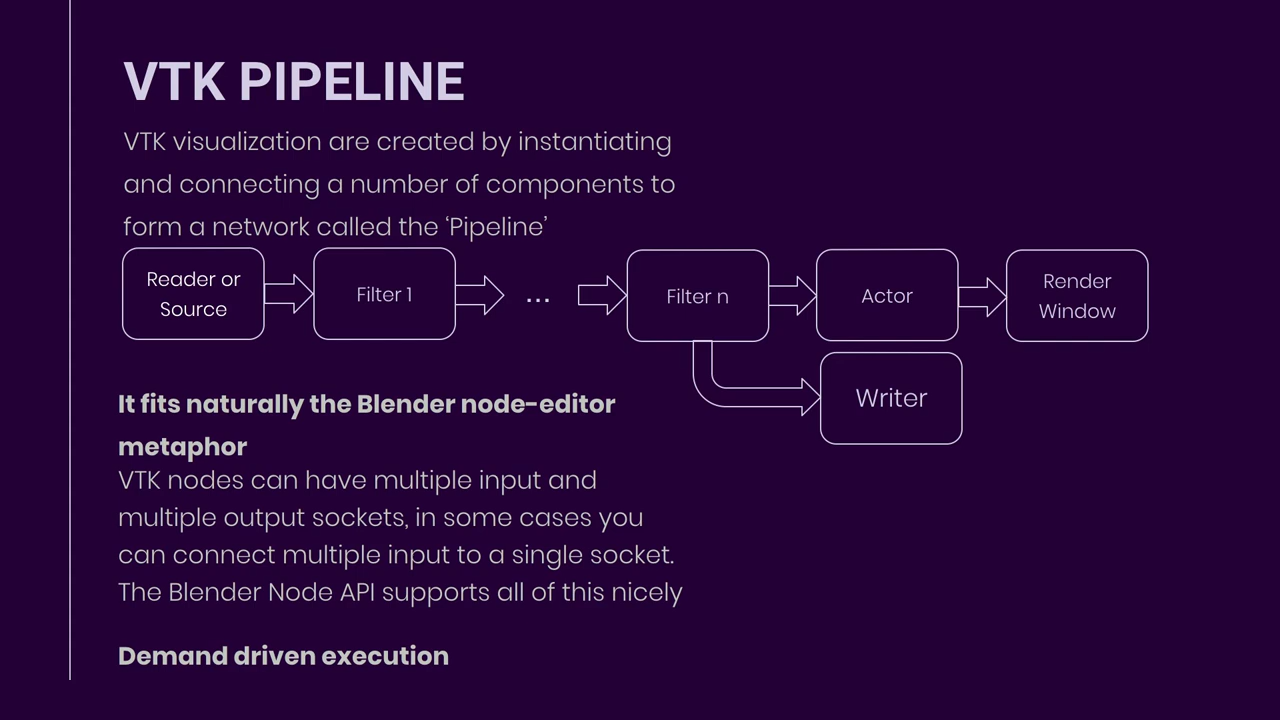 VTK PIPELINE
VTK visualization are created by instantiating
and connecting a number of components to
form a network called the ‘Pipeline’
Reader or
Source
Filter 1
...
Filter n
Actor
Render
Window
Writer
It fits naturally the Blender node-editor
metaphor
VTK nodes can have multiple input and
multiple output sockets, in some cases you
can connect multiple input to a single socket.
The Blender Node API supports all of this nicely
Demand driven execution